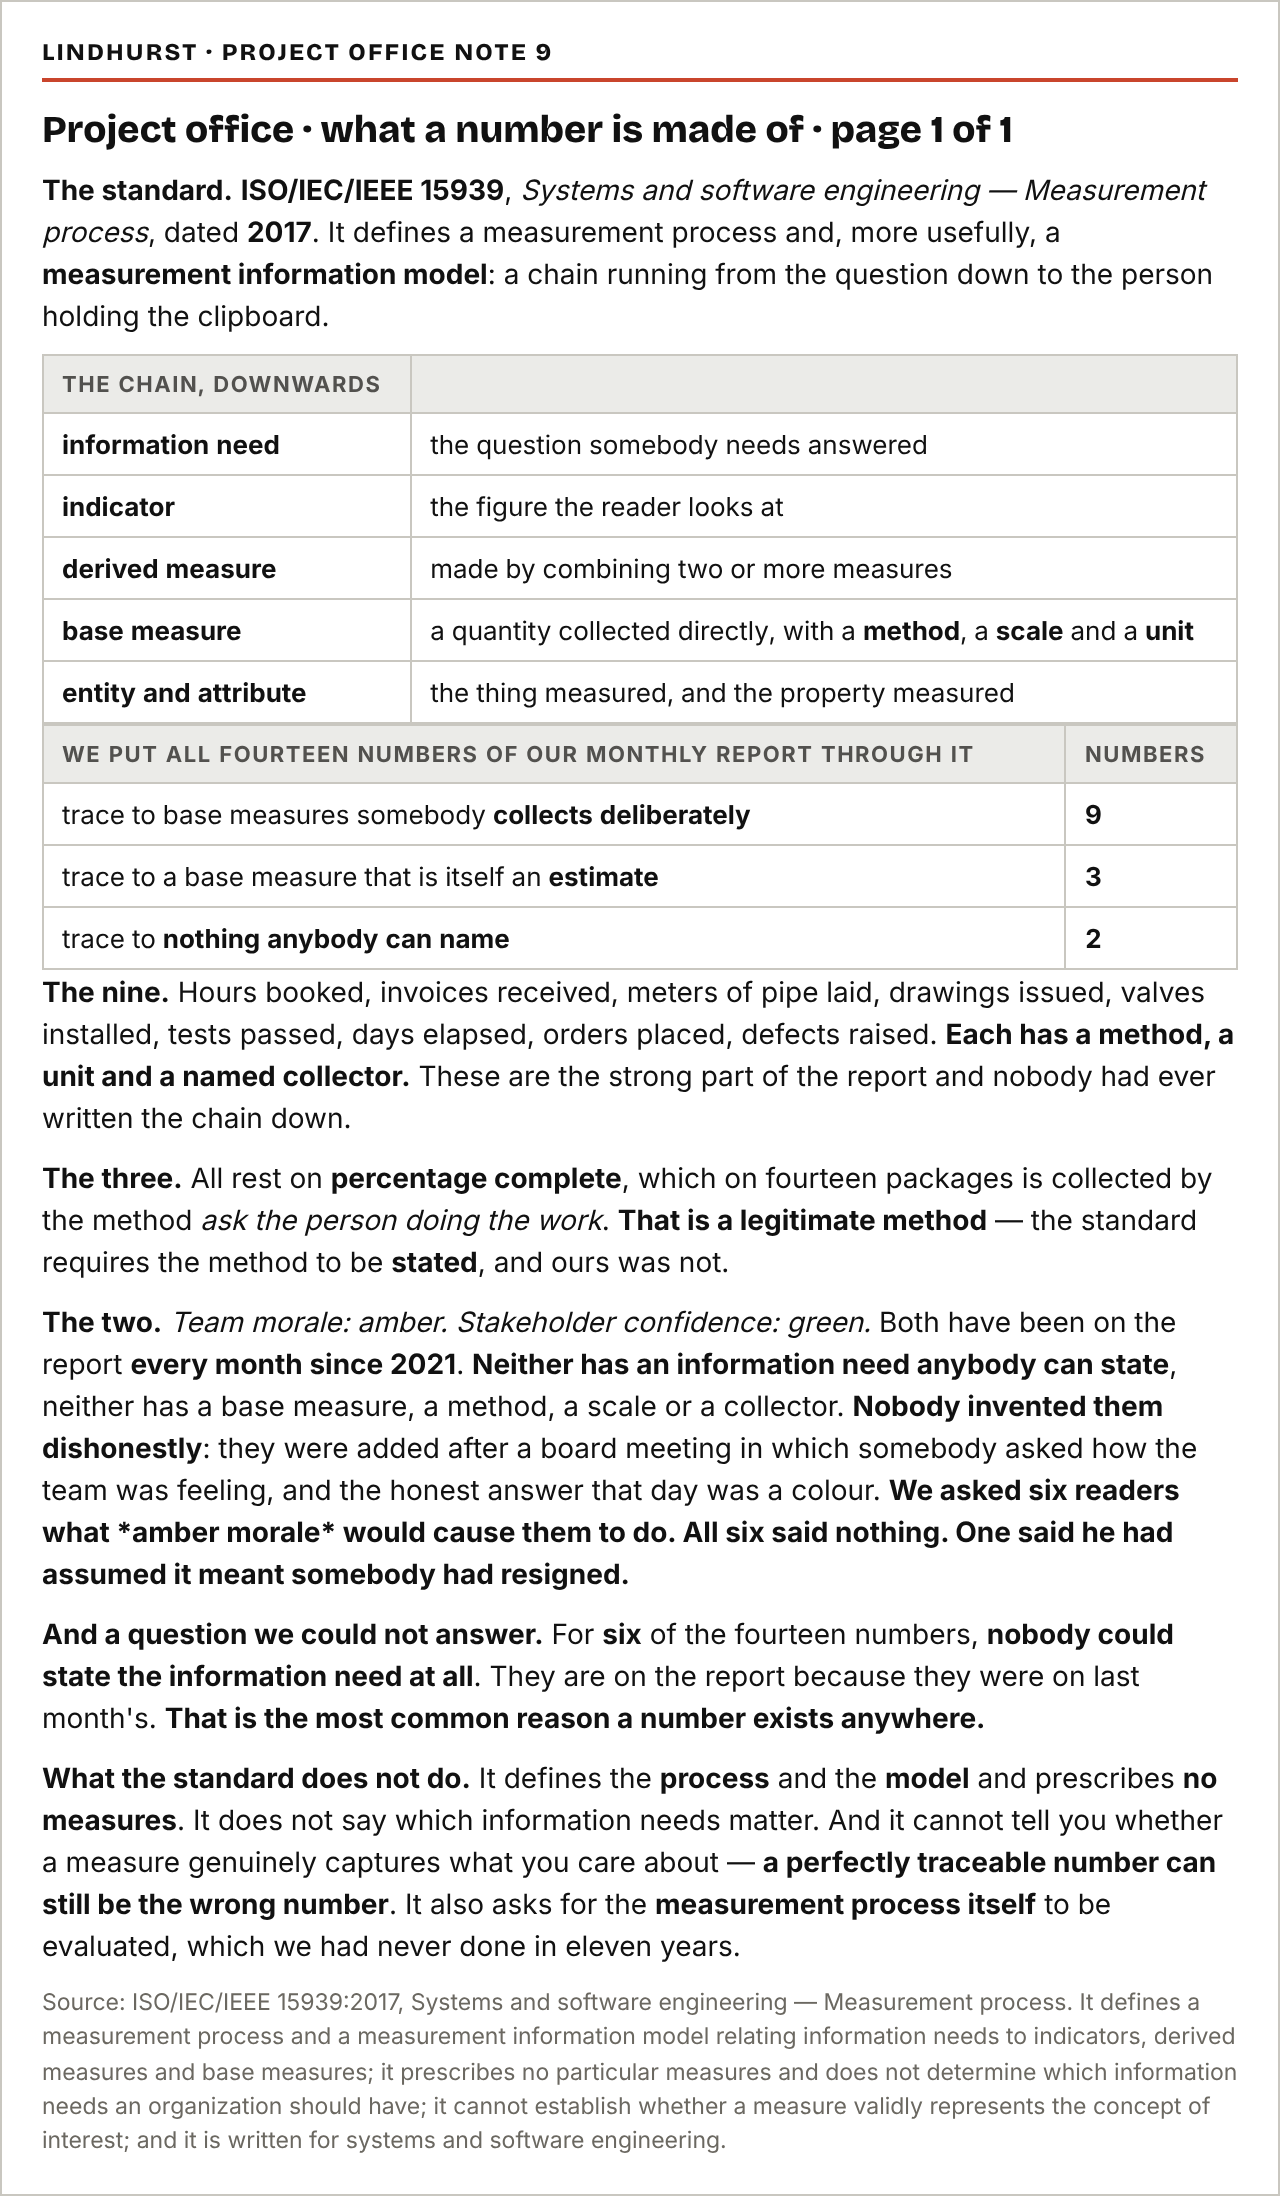 LINDHURST · PROJECT OFFICE NOTE 9
Project office · what a number is made of · page 1 of 1
The standard. ISO/IEC/IEEE 15939, Systems and software engineering — Measurement
process, dated 2017. It defines a measurement process and, more usefully, a
measurement information model: a chain running from the question down to the person
holding the clipboard.
THE CHAIN, DOWNWARDS
information need the question somebody needs answered
indicator the figure the reader looks at
derived measure made by combining two or more measures
base measure a quantity collected directly, with a method, a scale and a unit
entity and attribute the thing measured, and the property measured
WE PUT ALL FOURTEEN NUMBERS OF OUR MONTHLY REPORT THROUGH IT NUMBERS
trace to base measures somebody collects deliberately 9
trace to a base measure that is itself an estimate 3
trace to nothing anybody can name 2
The nine. Hours booked, invoices received, meters of pipe laid, drawings issued, valves
installed, tests passed, days elapsed, orders placed, defects raised. Each has a method, a
unit and a named collector. These are the strong part of the report and nobody had ever
written the chain down.
The three. All rest on percentage complete, which on fourteen packages is collected by
the method ask the person doing the work. That is a legitimate method — the standard
requires the method to be stated, and ours was not.
The two. Team morale: amber. Stakeholder confidence: green. Both have been on the
report every month since 2021. Neither has an information need anybody can state,
neither has a base measure, a method, a scale or a collector. Nobody invented them
dishonestly: they were added after a board meeting in which somebody asked how the
team was feeling, and the honest answer that day was a colour. We asked six readers
what *amber morale* would cause them to do. All six said nothing. One said he had
assumed it meant somebody had resigned.
And a question we could not answer. For six of the fourteen numbers, nobody could
state the information need at all. They are on the report because they were on last
month's. That is the most common reason a number exists anywhere.
What the standard does not do. It defines the process and the model and prescribes no
measures. It does not say which information needs matter. And it cannot tell you whether
a measure genuinely captures what you care about — a perfectly traceable number can
still be the wrong number. It also asks for the measurement process itself to be
evaluated, which we had never done in eleven years.
Source: ISO/IEC/IEEE 15939:2017, Systems and software engineering — Measurement process. It defines a
measurement process and a measurement information model relating information needs to indicators, derived
measures and base measures; it prescribes no particular measures and does not determine which information
needs an organization should have; it cannot establish whether a measure validly represents the concept of
interest; and it is written for systems and software engineering.